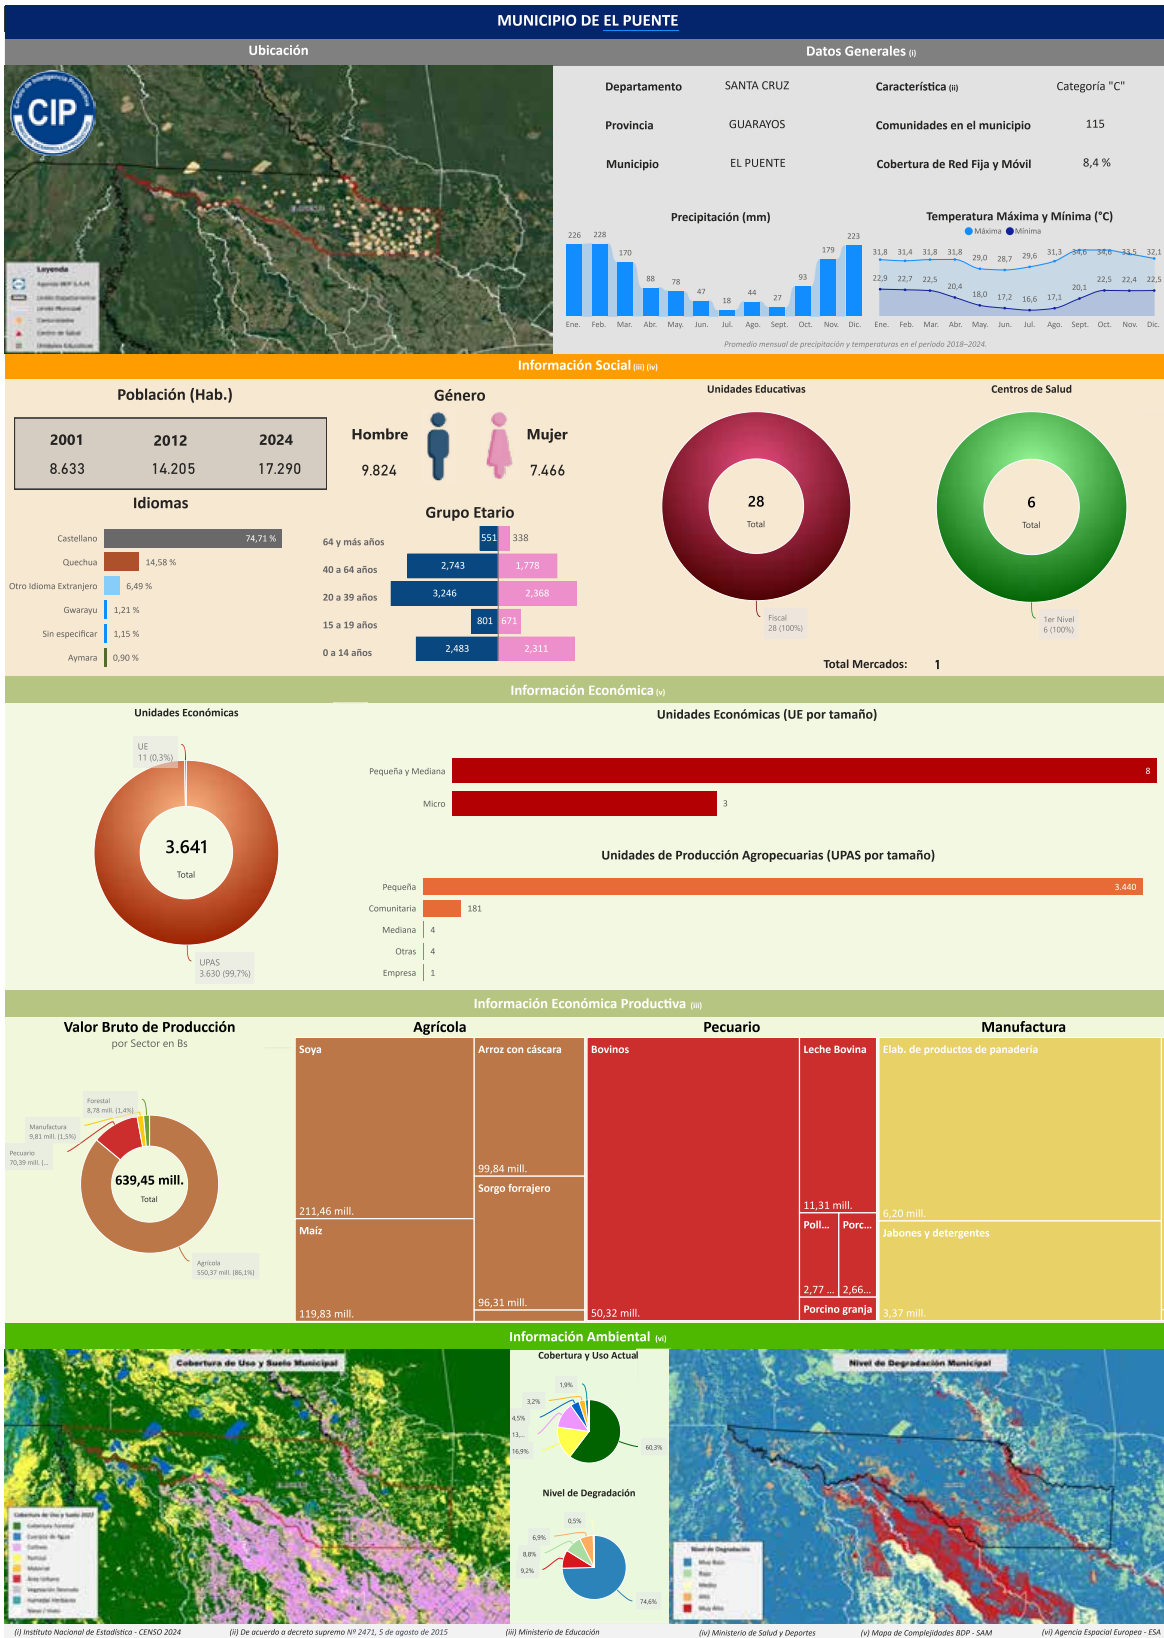 MUNICIPIO DE EL PUENTE
Ubicación
Datos Generales (i)
CIP
Leyenda
Departamento SANTA CRUZ
Provincia GUARAYOS
Municipio EL PUENTE
Característica (ii) Categoría "C"
Comunidades en el municipio 115
Cobertura de Red Fija y Móvil 8,4 %
Precipitación (mm)
226 228 170 88 78 47 18 44 27 93 179 223
Ene. Feb. Mar. Abr. May. Jun. Jul. Ago. Sept. Oct. Nov. Dic.
Temperatura Máxima y Mínima (°C)
Máxima Mínima
31,8 31,4 31,8 31,8 29,0 28,7 29,6 31,3 34,6 34,6 33,5 32,1
22,9 22,7 22,5 20,4 18,0 17,2 16,6 17,1 20,1 22,5 22,4 22,5
Ene. Feb. Mar. Abr. May. Jun. Jul. Ago. Sept. Oct. Nov. Dic.
Promedio mensual de precipitación y temperaturas en el periodo 2018–2024.
Información Social (iii) (iv)
Población (Hab.)
2001 2012 2024
8.633 14.205 17.290
Género
Hombre Mujer
9.824 7.466
Idiomas
Castellano 74,71 %
Quechua 14,58 %
Otro Idioma Extranjero 6,49 %
Gwarayu 1,21 %
Sin especificar 1,15 %
Aymara 0,90 %
Grupo Etario
64 y más años 551 338
40 a 64 años 2,743 1,778
20 a 39 años 3,246 2,368
15 a 19 años 801 671
0 a 14 años 2,483 2,311
Unidades Educativas
28
Total
Fiscal
28 (100%)
Centros de Salud
6
Total
1er Nivel
6 (100%)
Total Mercados: 1
Información Económica (v)
Unidades Económicas
UE
11 (0,3%)
3.641
Total
UPAS
3.630 (99,7%)
Unidades Económicas (UE por tamaño)
Pequeña y Mediana 8
Micro 3
Unidades de Producción Agropecuarias (UPAS por tamaño)
Pequeña 3.440
Comunitaria 181
Mediana 4
Otras 4
Empresa 1
Información Económica Productiva (iii)
Valor Bruto de Producción
por Sector en Bs
Forestal
8,78 mill. (1,4%)
Manufactura
9,81 mill. (1,5%)
Pecuario
70,39 mill. (...
639,45 mill.
Total
Agrícola
550,37 mill. (86,1%)
Agrícola
Soya
211,46 mill.
Maíz
119,83 mill.
Arroz con cáscara
99,84 mill.
Sorgo forrajero
96,31 mill.
Pecuario
Bovinos
50,32 mill.
Leche Bovina
11,31 mill.
Poll... Porc...
2,77 ... 2,66...
Porcino granja
Manufactura
Elab. de productos de panadería
6,20 mill.
Jabones y detergentes
3,37 mill.
Información Ambiental (vi)
Cobertura de Uso y Suelo Municipal
Cobertura y Uso Actual
1,9%
3,2%
4,5%
13,...
16,9%
60,3%
Nivel de Degradación
0,5%
6,9%
8,8%
9,2%
74,6%
Nivel de Degradación Municipal
Nivel de Degradación
Muy Bajo
Bajo
Medio
Alto
Muy Alto
(i) Instituto Nacional de Estadística - CENSO 2024 (ii) De acuerdo a decreto supremo Nº 2471, 5 de agosto de 2015 (iii) Ministerio de Educación (iv) Ministerio de Salud y Deportes (v) Mapa de Complejidades BDP - SAM (vi) Agencia Espacial Europea - ESA